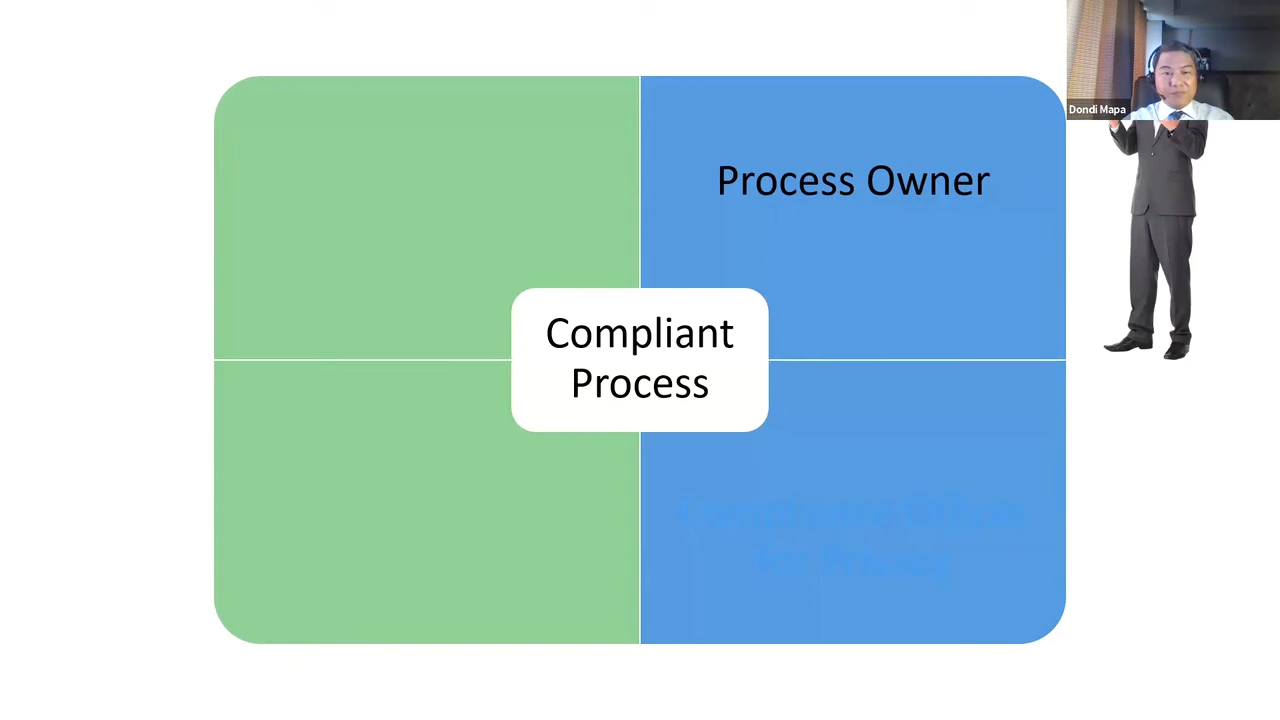 Dondi Mapa
Process Owner
Compliant
Process